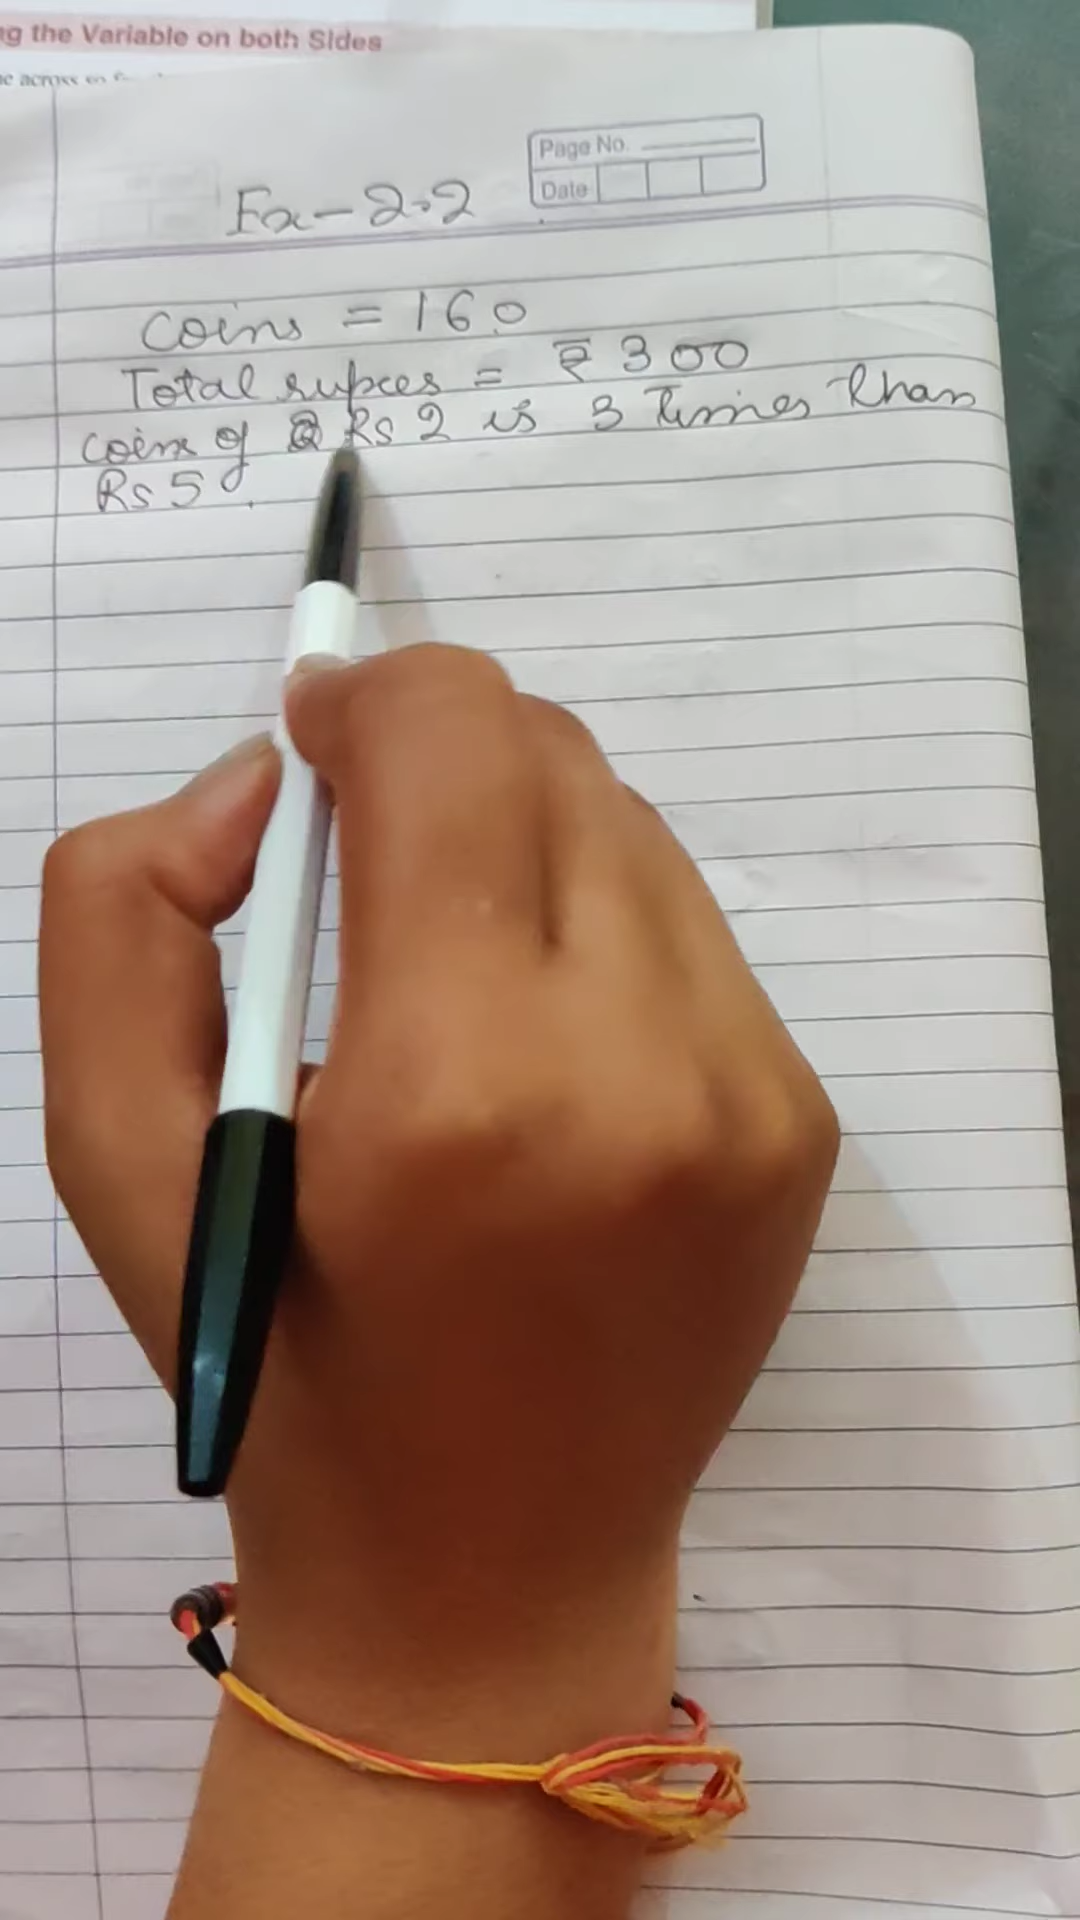 g the Variable on both Sides
Page No.
Date
Ex - 2.2
Coins = 160
Total rupees = ₹ 300
coins of Rs 2 is 3 times than
Rs 5.